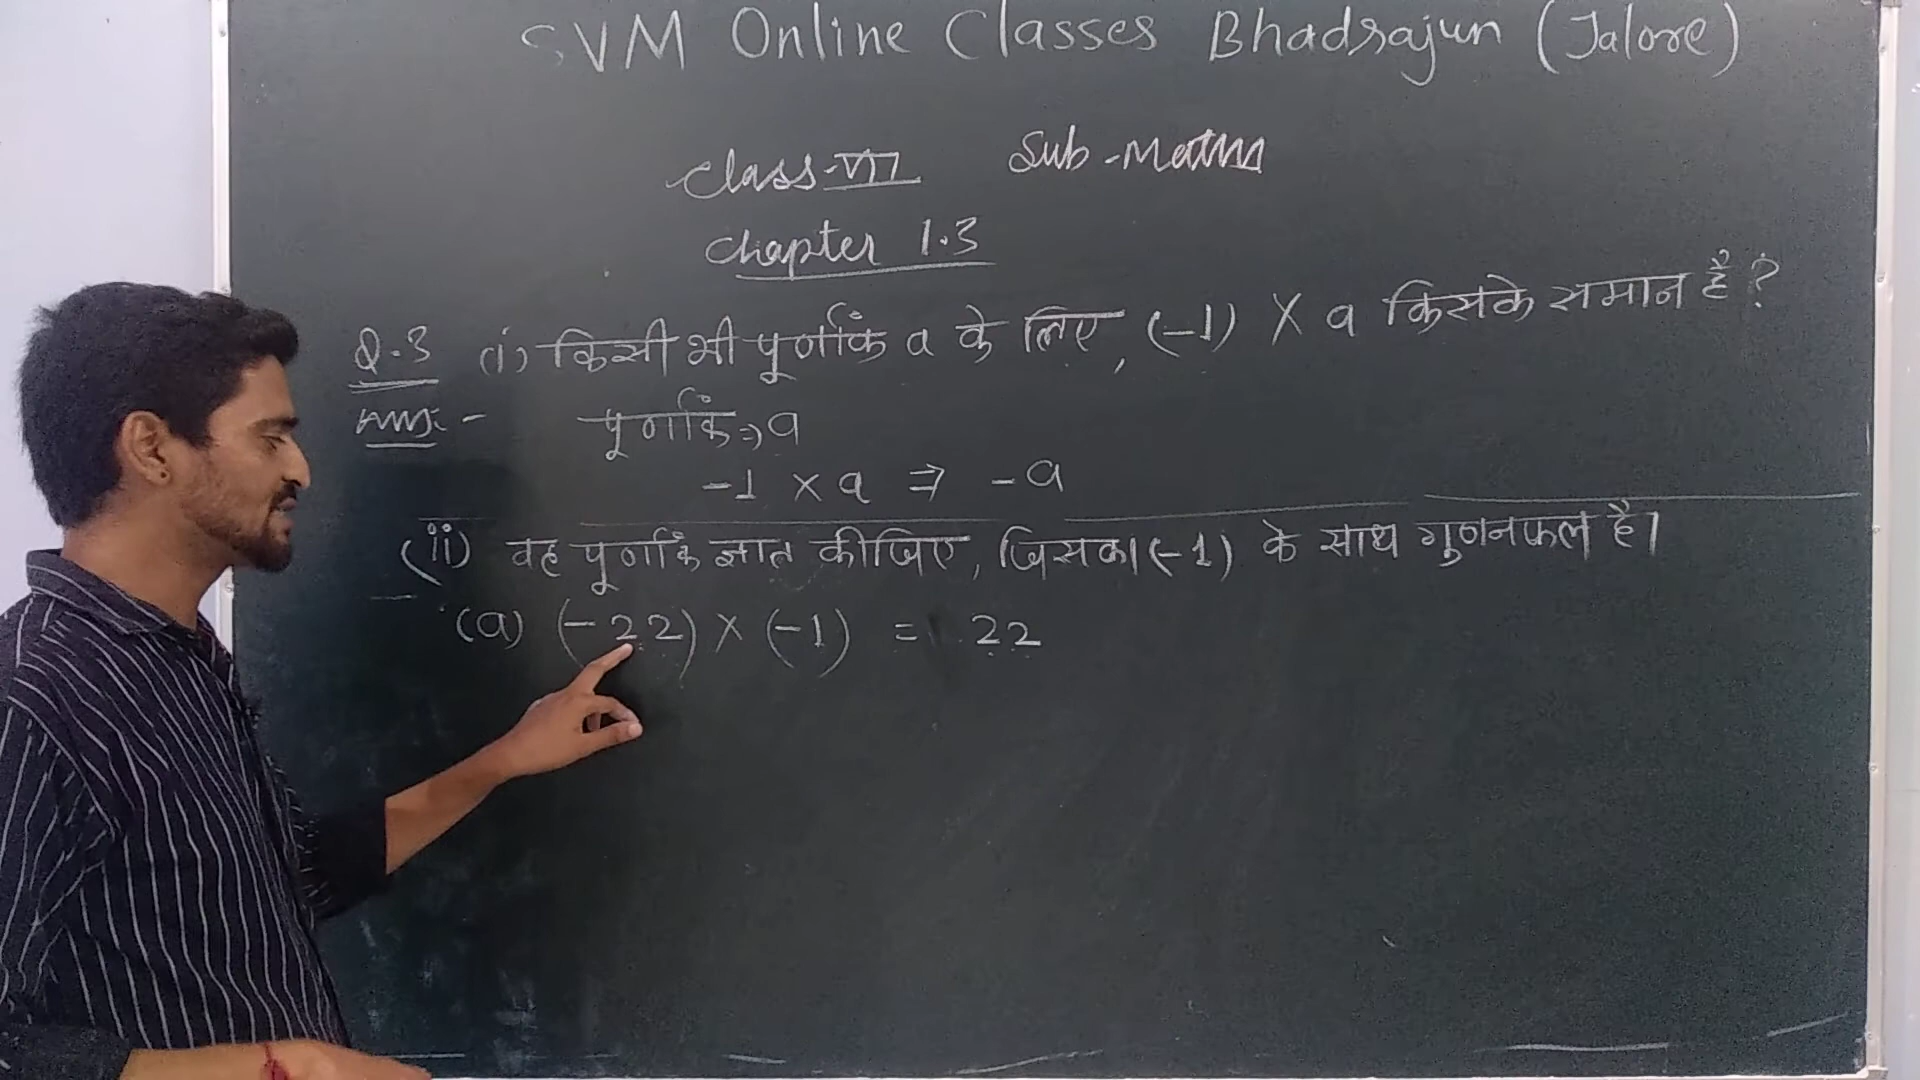 SVM Online Classes Bhadrajun (Jalore)
Class-VII Sub-Maths
Chapter 1.3
Q.3 (i) किसी भी पूर्णांक a के लिए, (-1) X a किसके समान है ?
Ans:- पूर्णांक ⇒ a
-1 x a ⇒ -a
(ii) वह पूर्णांक ज्ञात कीजिए, जिसका (-1) के साथ गुणनफल है।
(a) (-22) x (-1) = 22